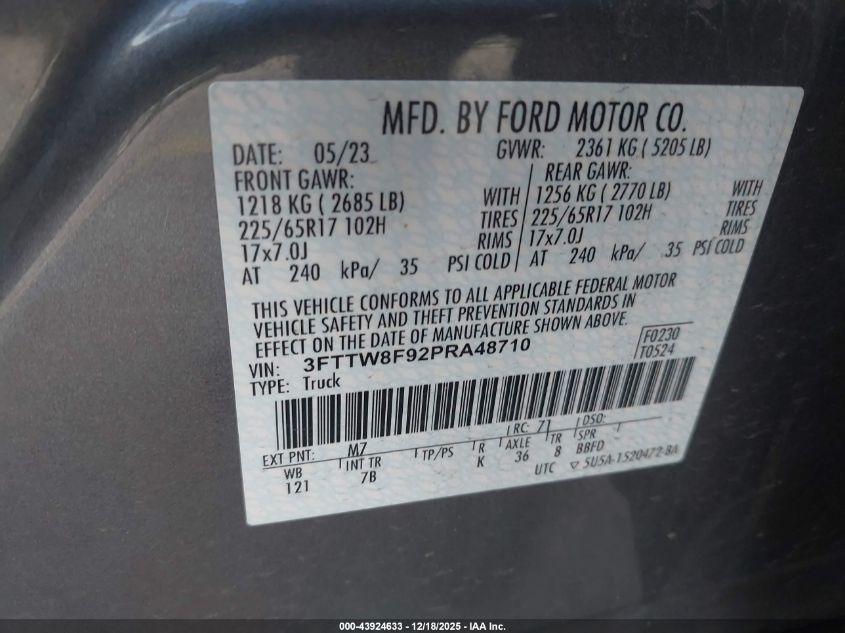 MFD. BY FORD MOTOR CO.
DATE: 05/23 GVWR: 2361 KG ( 5205 LB)
FRONT GAWR: REAR GAWR:
1218 KG ( 2685 LB) WITH 1256 KG ( 2770 LB) WITH
225/65R17 102H TIRES 225/65R17 102H TIRES
17x7.0J RIMS 17x7.0J RIMS
AT 240 kPa/ 35 PSI COLD AT 240 kPa/ 35 PSI COLD
THIS VEHICLE CONFORMS TO ALL APPLICABLE FEDERAL MOTOR
VEHICLE SAFETY AND THEFT PREVENTION STANDARDS IN
EFFECT ON THE DATE OF MANUFACTURE SHOWN ABOVE.
VIN: 3FTTW8F92PRA48710 F0230
TYPE: Truck T0524
EXT PNT: M7 RC: 71 DSO:
WB INT TR TP/PS R AXLE TR SPR
121 7B K 36 8 BBFD
UTC 5U5A-1520472-BA
000-43924633 / 12/18/2025 - IAA Inc.